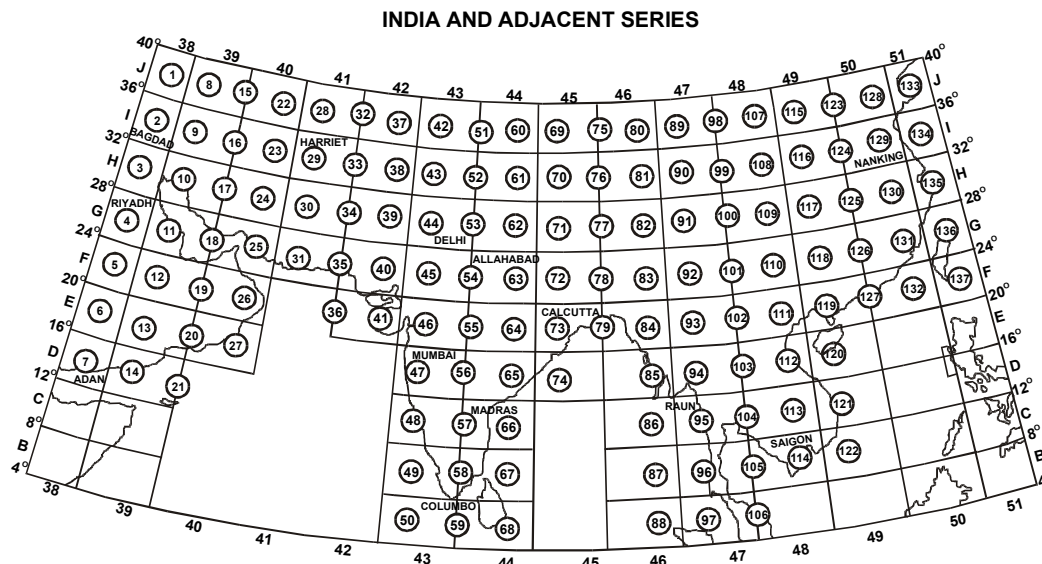 INDIA AND ADJACENT SERIES
40° 38 39 40 41 42 43 44 45 46 47 48 49 50 51 40°
J 1 8 15 22 28 32 37 42 51 60 69 75 80 89 98 107 115 123 128 133 J
36° 36°
I 2 9 16 23 29 33 38 43 52 61 70 76 81 90 99 108 116 124 129 134 I
BAGDAD HARRIET NANKING
32° 32°
H 3 10 17 24 30 34 39 44 53 62 71 77 82 91 100 109 117 125 130 135 H
RIYADH DELHI
28° 28°
G 4 11 18 25 31 35 40 45 54 63 72 78 83 92 101 110 118 126 131 136 G
ALLAHABAD
24° 24°
F 5 12 19 26 36 41 46 55 64 73 79 84 93 102 111 119 127 132 137 F
CALCUTTA
20° 20°
E 6 13 20 27 47 56 65 74 85 94 103 112 120 E
MUMBAI
16° 16°
D 7 14 21 48 57 66 86 95 104 113 121 D
ADAN MADRAS RAUN
12° 12°
C 49 58 67 87 96 105 114 122 C
SAIGON
8° 8°
B 50 59 68 88 97 106 B
COLUMBO
4° 4
38 39 40 41 42 43 44 45 46 47 48 49 50 51